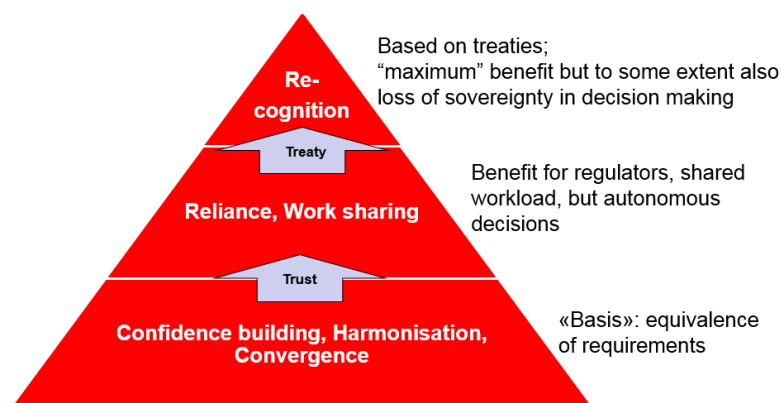 Re-
cognition
Based on treaties;
“maximum” benefit but to some extent also
loss of sovereignty in decision making
Treaty
Reliance, Work sharing
Benefit for regulators, shared
workload, but autonomous
decisions
Trust
Confidence building, Harmonisation,
Convergence
«Basis»: equivalence
of requirements